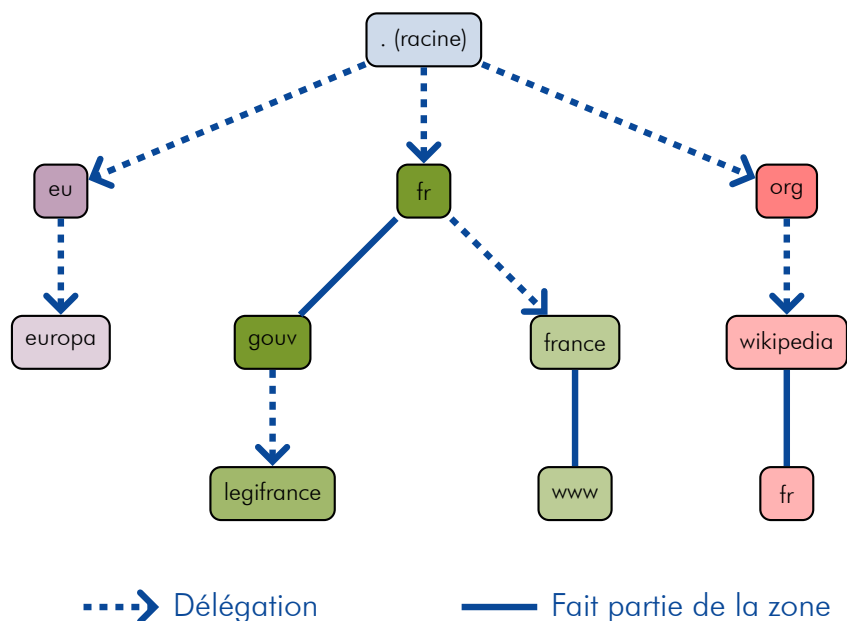 . (racine)
eu
fr
org
europa
gouv
france
wikipedia
legifrance
www
fr
Délégation
Fait partie de la zone